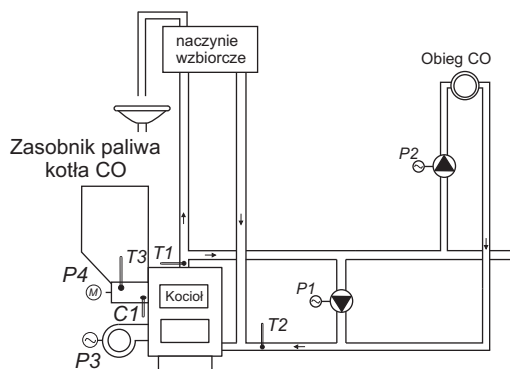 naczynie
wzbiorcze
Obieg CO
Zasobnik paliwa
kotła CO
P2
T1
T3
P4
M
Kocioł
P1
C1
T2
P3